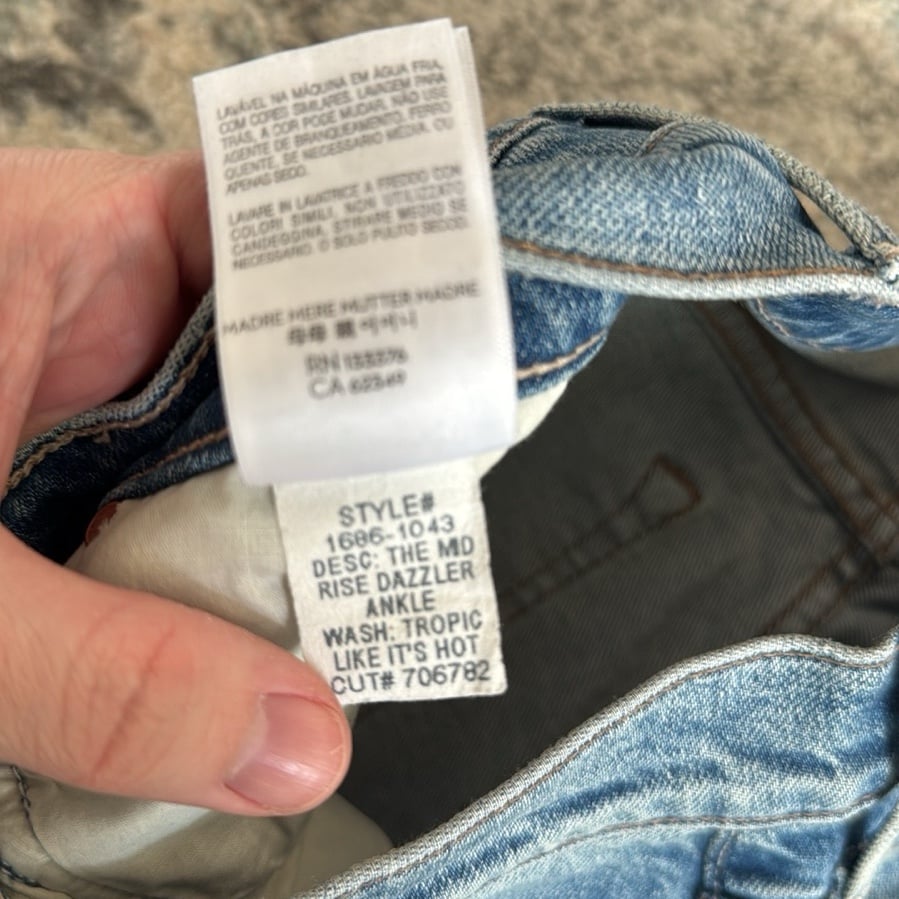 LAVÁVEL NA MÁQUINA EM ÁGUA FRIA,
COM CORES SIMILARES, LAVAGEM PARA
TRÁS, A COR PODE MUDAR, NÃO USE
AGENTE DE BRANQUEAMENTO, FERRO
QUENTE, SE NECESSARIO MÉDIA, OU
APENAS SECO.
LAVARE IN LAVATRICE A FREDDO CON
COLORI SIMILI, NON UTILIZZATO
CANDEGGINA, STIRARE MEDIO SE
NECESSARIO, O SOLO PULITO SECCO.
MADRE MERE MUTTER MADRE
RN
CA
STYLE#
1686-1043
DESC: THE MID
RISE DAZZLER
ANKLE
WASH: TROPIC
LIKE IT'S HOT
CUT# 706782